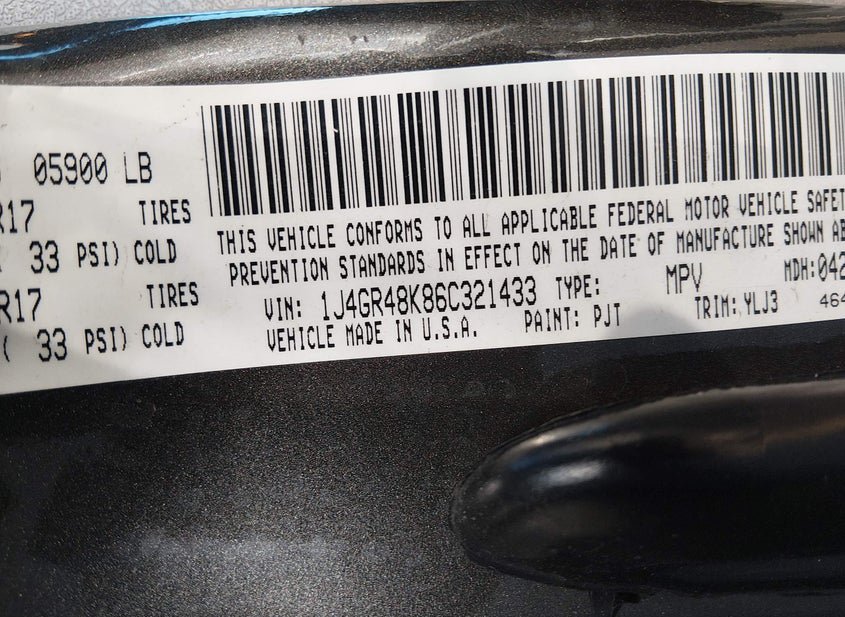 05900 LB
R17 TIRES
33 PSI) COLD
R17 TIRES
( 33 PSI) COLD
THIS VEHICLE CONFORMS TO ALL APPLICABLE FEDERAL MOTOR VEHICLE SAFET
PREVENTION STANDARDS IN EFFECT ON THE DATE OF MANUFACTURE SHOWN AB
VIN: 1J4GR48K86C321433 TYPE: MPV MDH:042
VEHICLE MADE IN U.S.A. PAINT: PJT TRIM: YLJ3 464